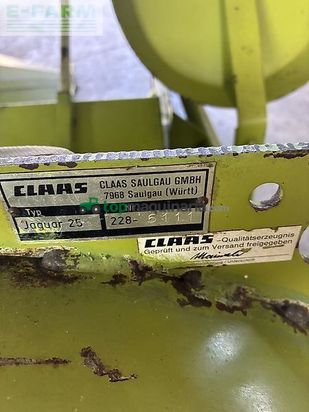 E-FARM
CLAAS
CLAAS SAULGAU GMBH
7968 Saulgau (Württ)
topmaquinaria
Typ
Jaguar 25
228- 6111
CLAAS -Qualitätserzeugnis
Geprüft und zum Versand freigegeben